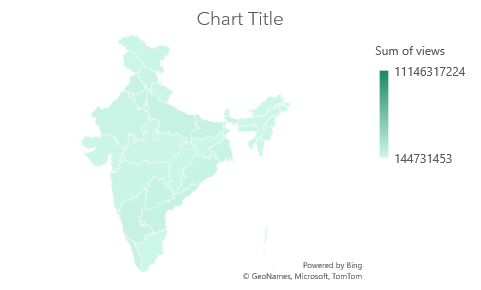 Chart Title
Sum of views
11146317224
144731453
Powered by Bing
© GeoNames, Microsoft, TomTom